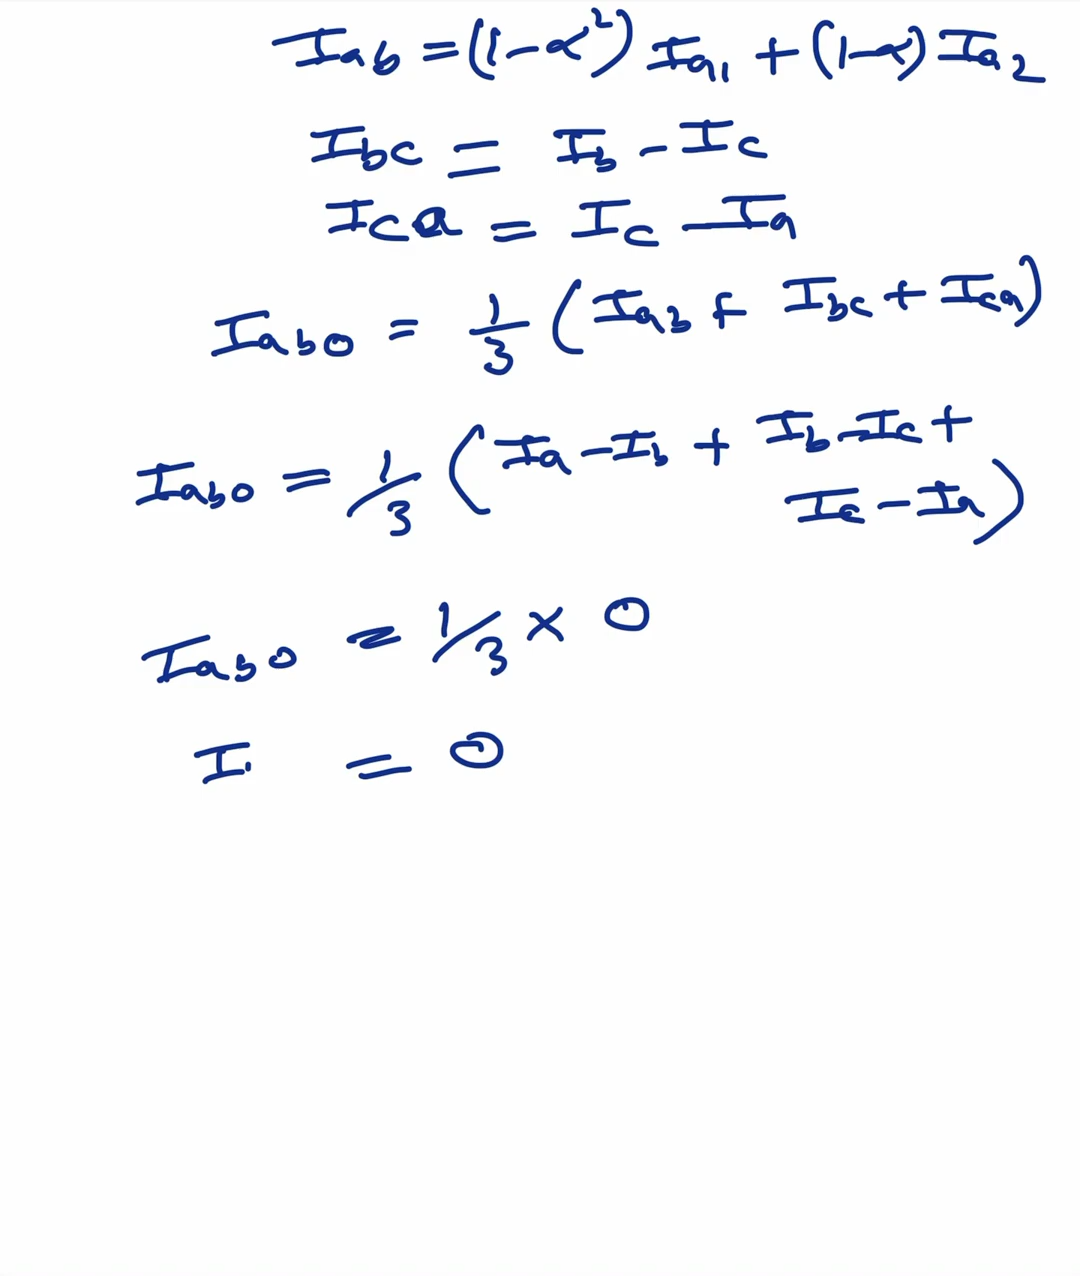 Iab = (1-α²) Ia1 + (1-α) Ia2
Ibc = Ib - Ic
Ica = Ic - Ia
Iab0 = 1/3 (Iab + Ibc + Ica)
Iab0 = 1/3 (Ia - Ib + Ib - Ic +
Ic - Ia)
Iab0 = 1/3 × 0
I = 0